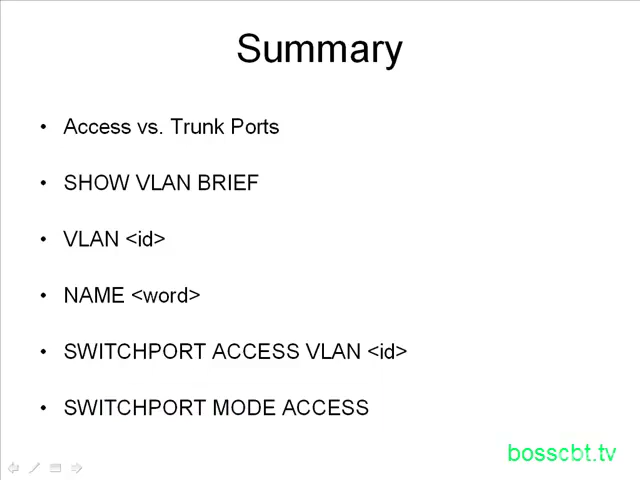 Summary
• Access vs. Trunk Ports
• SHOW VLAN BRIEF
• VLAN <id>
• NAME <word>
• SWITCHPORT ACCESS VLAN <id>
• SWITCHPORT MODE ACCESS
bosscbt.tv